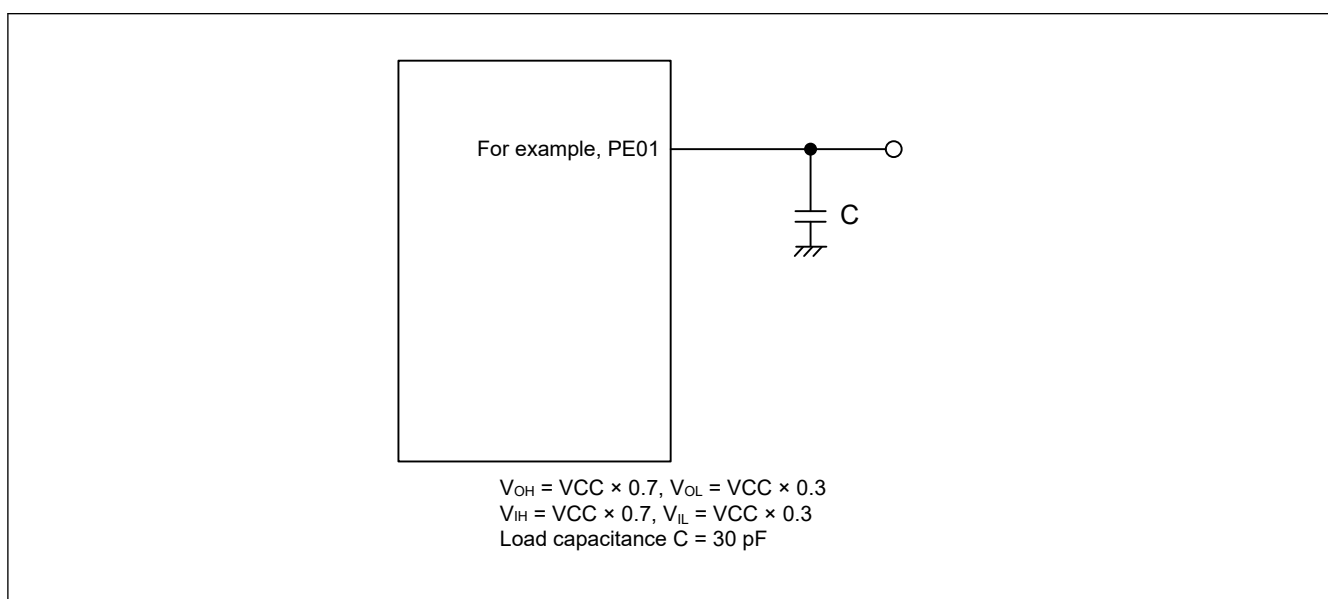 For example, PE01
C
VOH = VCC × 0.7, VOL = VCC × 0.3
VIH = VCC × 0.7, VIL = VCC × 0.3
Load capacitance C = 30 pF